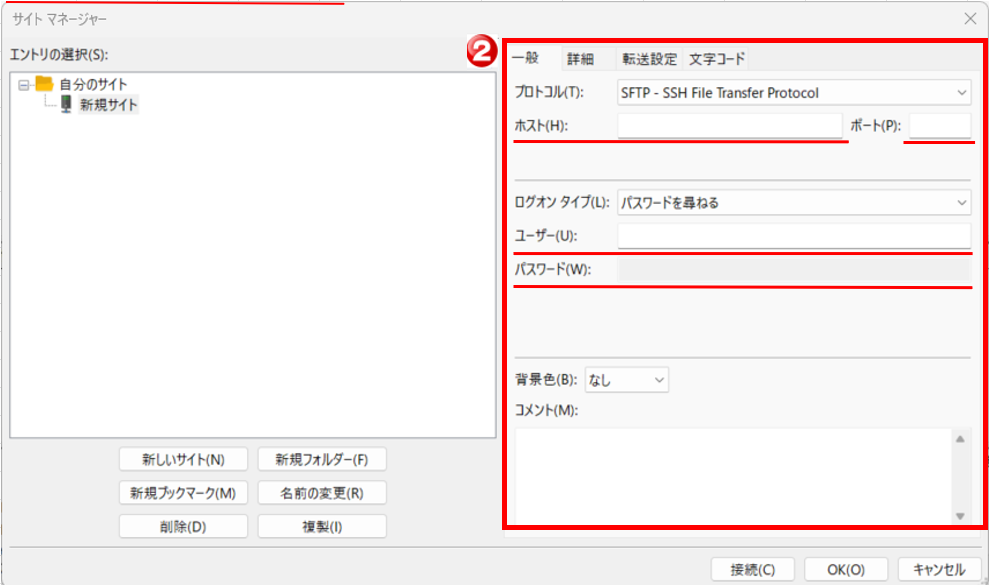 サイト マネージャー
エントリの選択(S):
自分のサイト
新規サイト
新しいサイト(N)
新規フォルダー(F)
新規ブックマーク(M)
名前の変更(R)
削除(D)
複製(I)
2
一般 詳細 転送設定 文字コード
プロトコル(T): SFTP - SSH File Transfer Protocol
ホスト(H): ポート(P):
ログオン タイプ(L): パスワードを尋ねる
ユーザー(U):
パスワード(W):
背景色(B): なし
コメント(M):
接続(C) OK(O) キャンセル